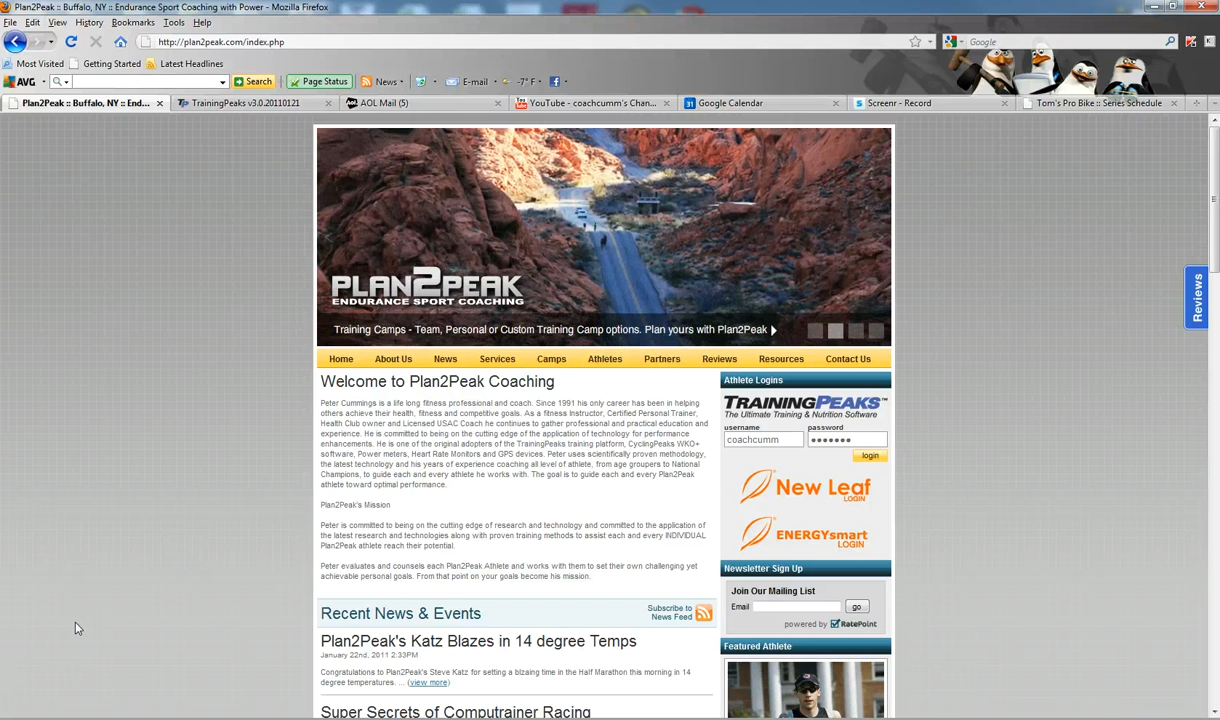 Plan2Peak :: Buffalo, NY :: Endurance Sport Coaching with Power - Mozilla Firefox
File Edit View History Bookmarks Tools Help
http://plan2peak.com/index.php
Google
Most Visited Getting Started Latest Headlines
AVG Search Page Status News E-mail -7° F
Plan2Peak :: Buffalo, NY :: End... TrainingPeaks v3.0.20110121 AOL Mail (5) YouTube - coachcumm's Chan... Google Calendar Screenr - Record Tom's Pro Bike :: Series Schedule
PLAN2PEAK
ENDURANCE SPORT COACHING
Training Camps - Team, Personal or Custom Training Camp options. Plan yours with Plan2Peak
Home About Us News Services Camps Athletes Partners Reviews Resources Contact Us
Welcome to Plan2Peak Coaching
Peter Cummings is a life long fitness professional and coach. Since 1991 his only career has been in helping
others achieve their health, fitness and competitive goals. As a fitness Instructor, Certified Personal Trainer,
Health Club owner and Licensed USAC Coach he continues to gather professional and practical education and
experience. He is committed to being on the cutting edge of the application of technology for performance
enhancements. He is one of the original adopters of the TrainingPeaks training platform, CyclingPeaks WKO+
software, Power meters, Heart Rate Monitors and GPS devices. Peter uses scientifically proven methodology,
the latest technology and his years of experience coaching all level of athlete, from age groupers to National
Champions, to guide each and every athlete he works with. The goal is to guide each and every Plan2Peak
athlete toward optimal performance.
Plan2Peak's Mission
Peter is committed to being on the cutting edge of research and technology and committed to the application of
the latest research and technologies along with proven training methods to assist each and every INDIVIDUAL
Plan2Peak athlete reach their potential.
Peter evaluates and counsels each Plan2Peak Athlete and works with them to set their own challenging yet
achievable personal goals. From that point on your goals become his mission.
Recent News & Events
Subscribe to
News Feed
Plan2Peak's Katz Blazes in 14 degree Temps
January 22nd, 2011 2:33PM
Congratulations to Plan2Peak's Steve Katz for setting a blzaing time in the Half Marathon this morning in 14
degree temperatures. ... (view more)
Super Secrets of Computrainer Racing
Athlete Logins
TRAININGPEAKS™
The Ultimate Training & Nutrition Software
username password
coachcumm •••••••
login
New Leaf
LOGIN
ENERGYsmart
LOGIN
Newsletter Sign Up
Join Our Mailing List
Email go
powered by RatePoint
Featured Athlete
Reviews